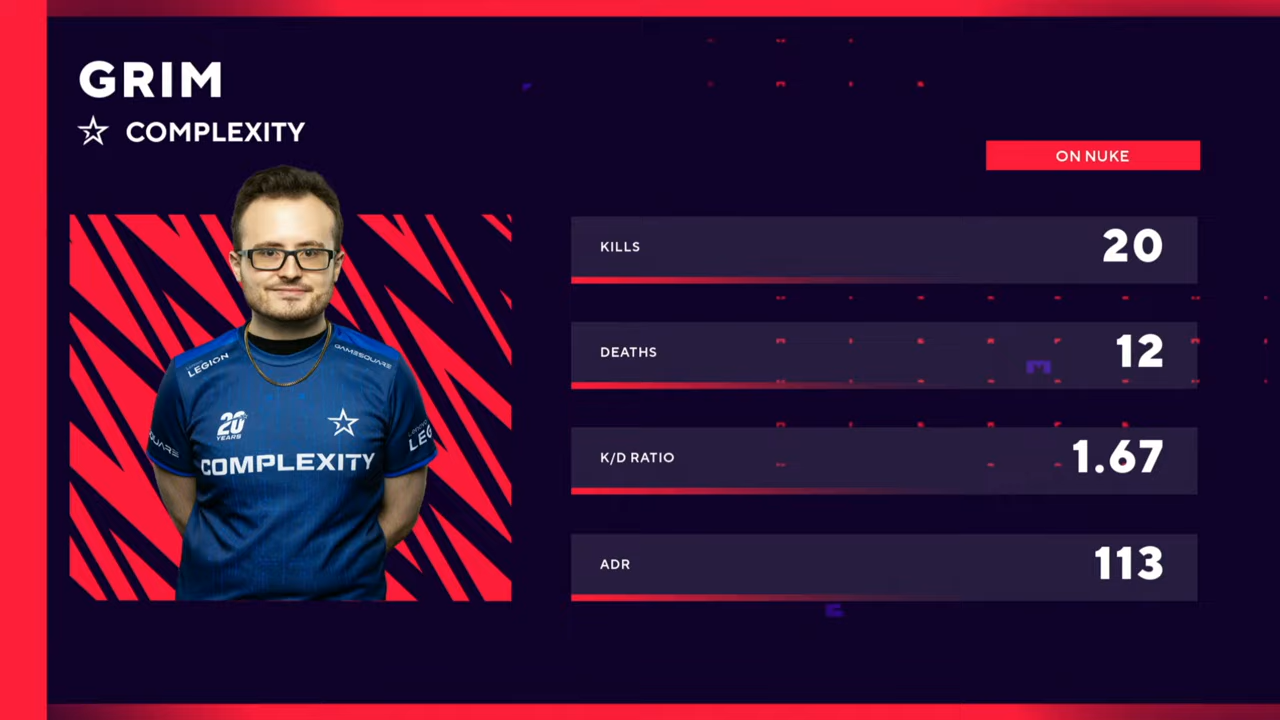 GRIM
COMPLEXITY
ON NUKE
KILLS
20
DEATHS
12
K/D RATIO
1.67
ADR
113
LEGION
GAMESQUARE
20
YEARS
COMPLEXITY